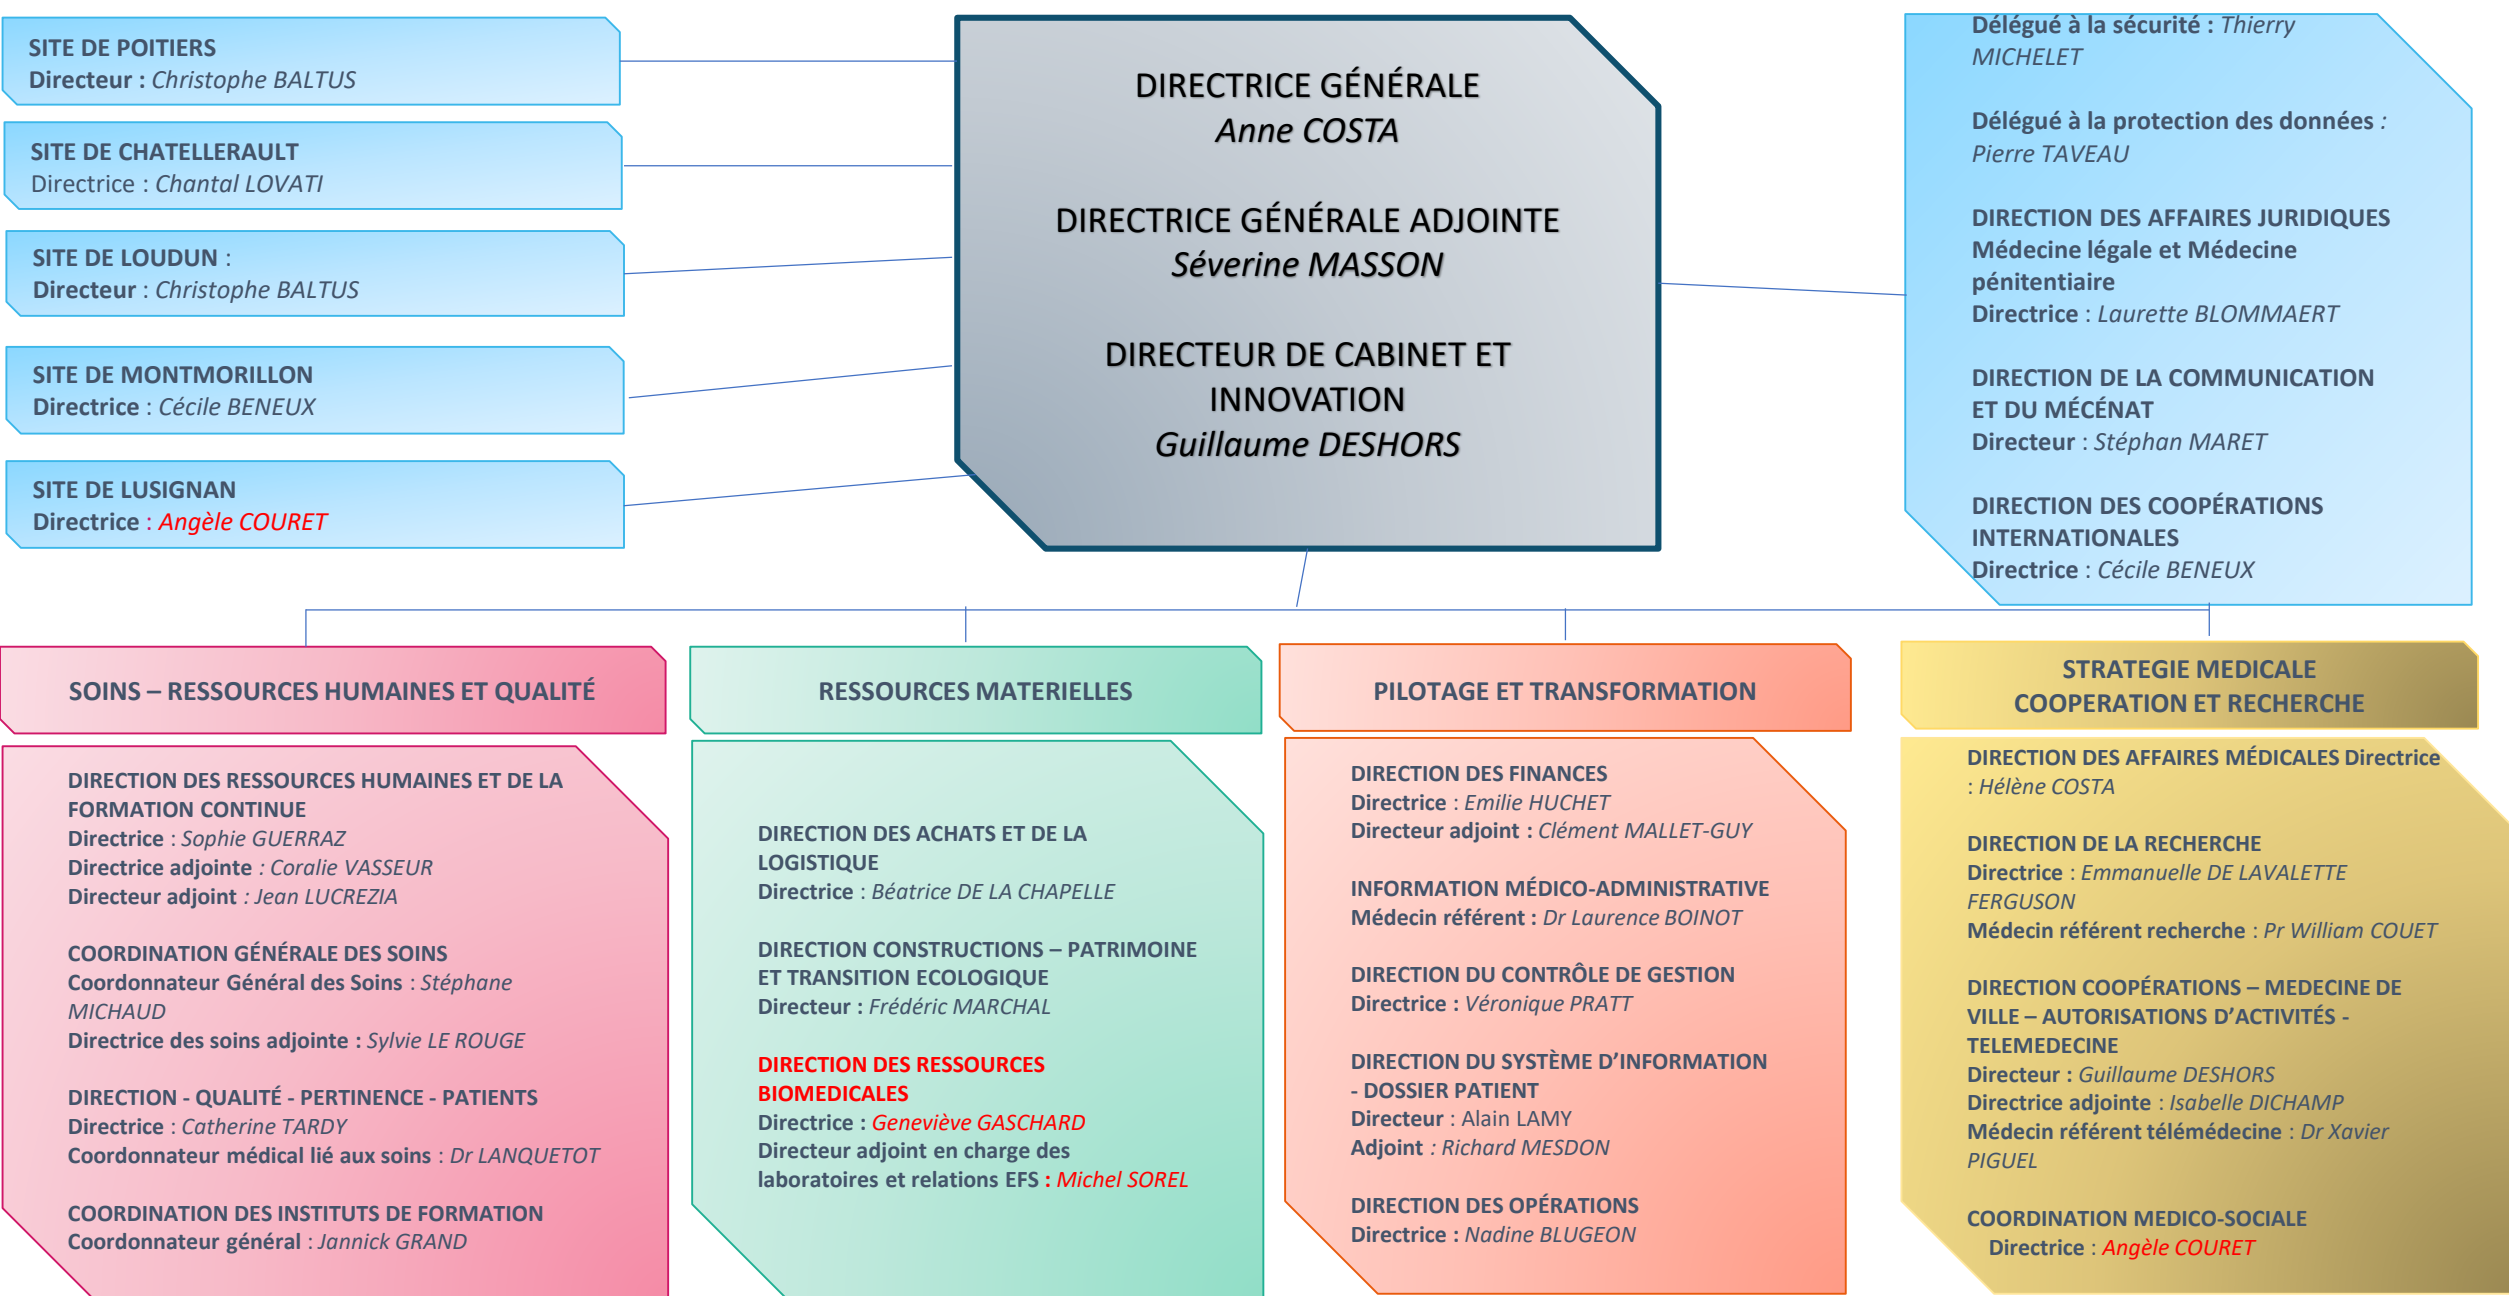 SITE DE POITIERS
Directeur : Christophe BALTUS
SITE DE CHATELLERAULT
Directrice : Chantal LOVATI
SITE DE LOUDUN :
Directeur : Christophe BALTUS
SITE DE MONTMORILLON
Directrice : Cécile BENEUX
SITE DE LUSIGNAN
Directrice : Angèle COURET
DIRECTRICE GÉNÉRALE
Anne COSTA
DIRECTRICE GÉNÉRALE ADJOINTE
Séverine MASSON
DIRECTEUR DE CABINET ET
INNOVATION
Guillaume DESHORS
Délégué à la sécurité : Thierry
MICHELET
Délégué à la protection des données :
Pierre TAVEAU
DIRECTION DES AFFAIRES JURIDIQUES
Médecine légale et Médecine
pénitentiaire
Directrice : Laurette BLOMMAERT
DIRECTION DE LA COMMUNICATION
ET DU MÉCÉNAT
Directeur : Stéphan MARET
DIRECTION DES COOPÉRATIONS
INTERNATIONALES
Directrice : Cécile BENEUX
SOINS – RESSOURCES HUMAINES ET QUALITÉ
DIRECTION DES RESSOURCES HUMAINES ET DE LA
FORMATION CONTINUE
Directrice : Sophie GUERRAZ
Directrice adjointe : Coralie VASSEUR
Directeur adjoint : Jean LUCREZIA
COORDINATION GÉNÉRALE DES SOINS
Coordonnateur Général des Soins : Stéphane
MICHAUD
Directrice des soins adjointe : Sylvie LE ROUGE
DIRECTION - QUALITÉ - PERTINENCE - PATIENTS
Directrice : Catherine TARDY
Coordonnateur médical lié aux soins : Dr LANQUETOT
COORDINATION DES INSTITUTS DE FORMATION
Coordonnateur général : Jannick GRAND
RESSOURCES MATERIELLES
DIRECTION DES ACHATS ET DE LA
LOGISTIQUE
Directrice : Béatrice DE LA CHAPELLE
DIRECTION CONSTRUCTIONS – PATRIMOINE
ET TRANSITION ECOLOGIQUE
Directeur : Frédéric MARCHAL
DIRECTION DES RESSOURCES
BIOMEDICALES
Directrice : Geneviève GASCHARD
Directeur adjoint en charge des
laboratoires et relations EFS : Michel SOREL
PILOTAGE ET TRANSFORMATION
DIRECTION DES FINANCES
Directrice : Emilie HUCHET
Directeur adjoint : Clément MALLET-GUY
INFORMATION MÉDICO-ADMINISTRATIVE
Médecin référent : Dr Laurence BOINOT
DIRECTION DU CONTRÔLE DE GESTION
Directrice : Véronique PRATT
DIRECTION DU SYSTÈME D’INFORMATION
- DOSSIER PATIENT
Directeur : Alain LAMY
Adjoint : Richard MESDON
DIRECTION DES OPÉRATIONS
Directrice : Nadine BLUGEON
STRATEGIE MEDICALE
COOPERATION ET RECHERCHE
DIRECTION DES AFFAIRES MÉDICALES Directrice
: Hélène COSTA
DIRECTION DE LA RECHERCHE
Directrice : Emmanuelle DE LAVALETTE
FERGUSON
Médecin référent recherche : Pr William COUET
DIRECTION COOPÉRATIONS – MEDECINE DE
VILLE – AUTORISATIONS D’ACTIVITÉS -
TELEMEDECINE
Directeur : Guillaume DESHORS
Directrice adjointe : Isabelle DICHAMP
Médecin référent télémédecine : Dr Xavier
PIGUEL
COORDINATION MEDICO-SOCIALE
Directrice : Angèle COURET